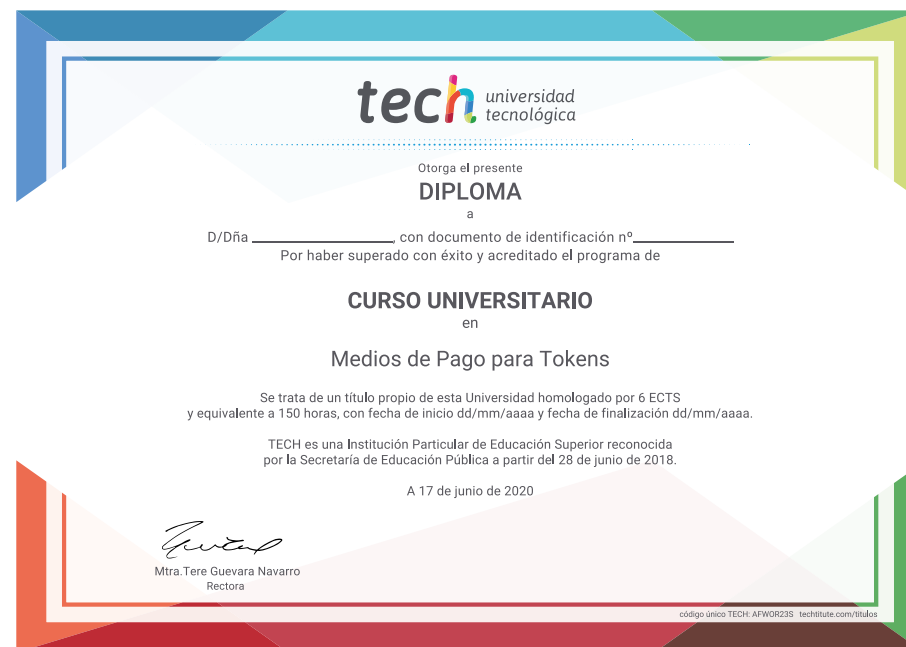 tech universidad
tecnológica
Otorga el presente
DIPLOMA
a
D/Dña ____________________, con documento de identificación nº______________
Por haber superado con éxito y acreditado el programa de
CURSO UNIVERSITARIO
en
Medios de Pago para Tokens
Se trata de un título propio de esta Universidad homologado por 6 ECTS
y equivalente a 150 horas, con fecha de inicio dd/mm/aaaa y fecha de finalización dd/mm/aaaa.
TECH es una Institución Particular de Educación Superior reconocida
por la Secretaría de Educación Pública a partir del 28 de junio de 2018.
A 17 de junio de 2020
Mtra.Tere Guevara Navarro
Rectora
código único TECH: AFWOR23S techtitute.com/titulos